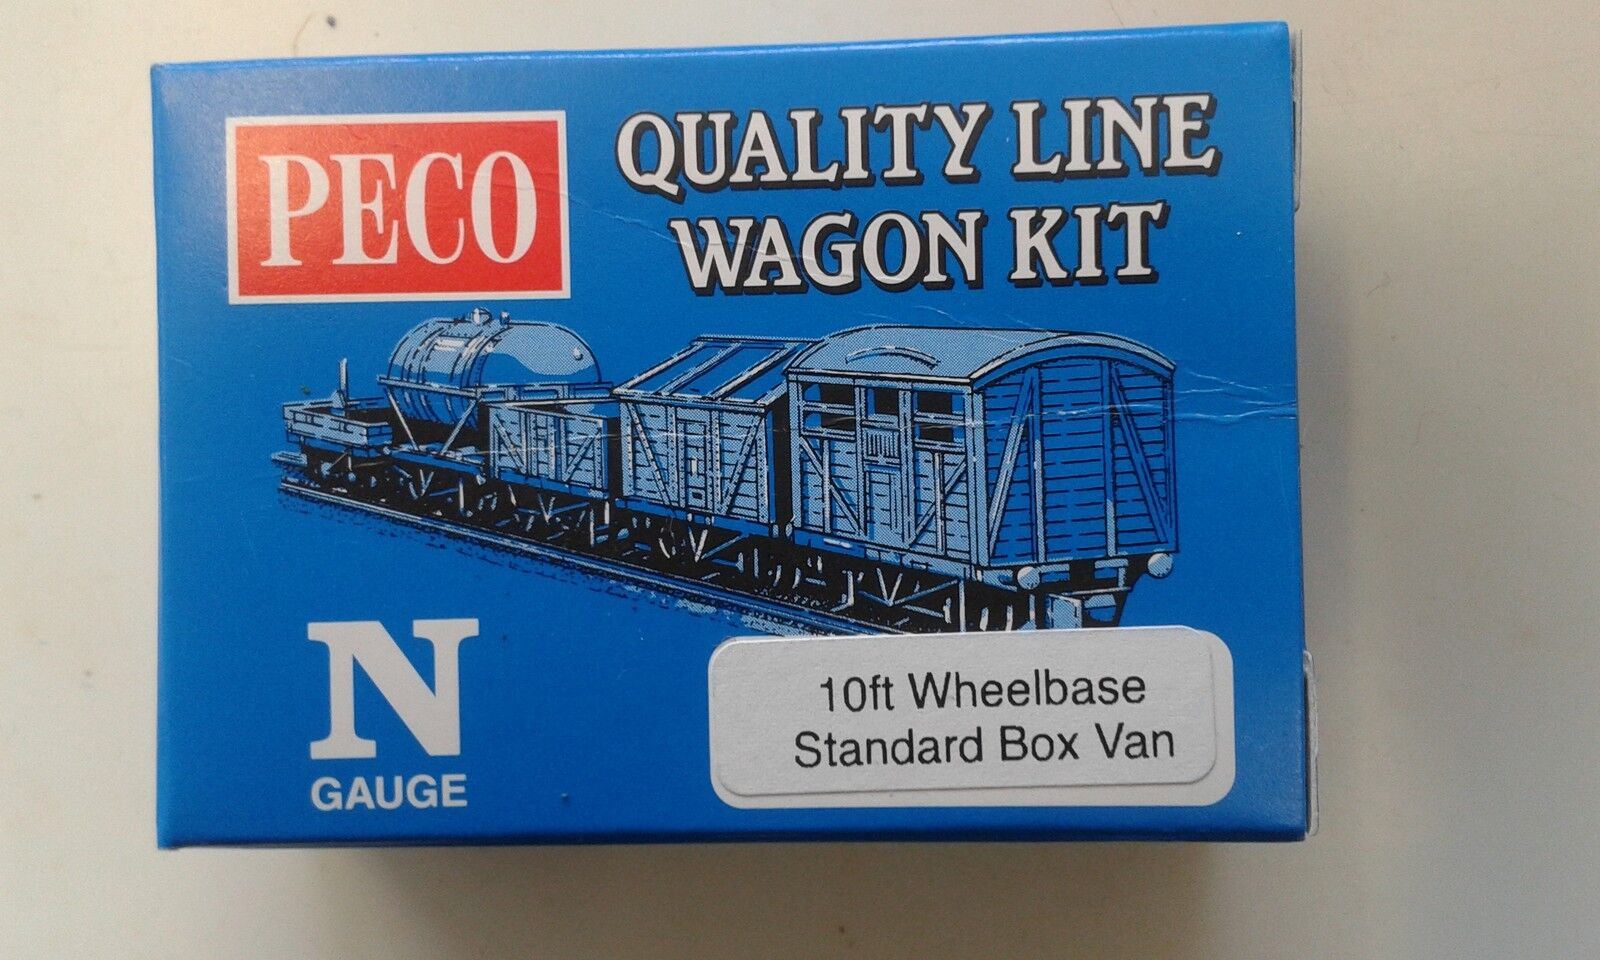 PECO
QUALITY LINE
WAGON KIT
N
GAUGE
10ft Wheelbase
Standard Box Van